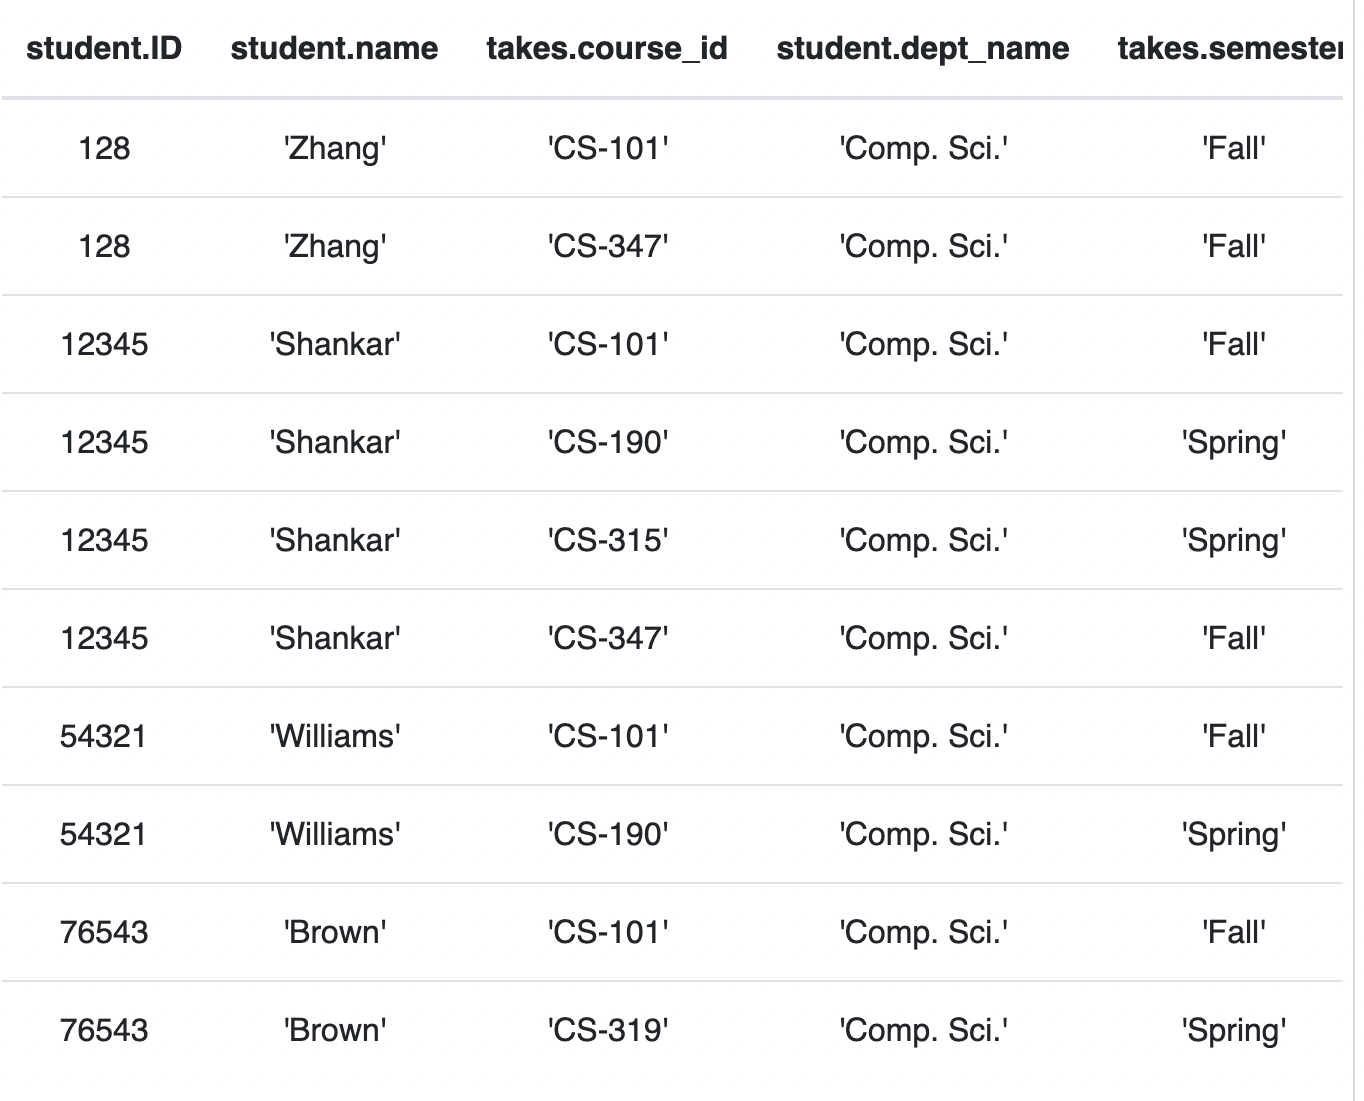 student.ID student.name takes.course_id student.dept_name takes.semester
128 'Zhang' 'CS-101' 'Comp. Sci.' 'Fall'
128 'Zhang' 'CS-347' 'Comp. Sci.' 'Fall'
12345 'Shankar' 'CS-101' 'Comp. Sci.' 'Fall'
12345 'Shankar' 'CS-190' 'Comp. Sci.' 'Spring'
12345 'Shankar' 'CS-315' 'Comp. Sci.' 'Spring'
12345 'Shankar' 'CS-347' 'Comp. Sci.' 'Fall'
54321 'Williams' 'CS-101' 'Comp. Sci.' 'Fall'
54321 'Williams' 'CS-190' 'Comp. Sci.' 'Spring'
76543 'Brown' 'CS-101' 'Comp. Sci.' 'Fall'
76543 'Brown' 'CS-319' 'Comp. Sci.' 'Spring'